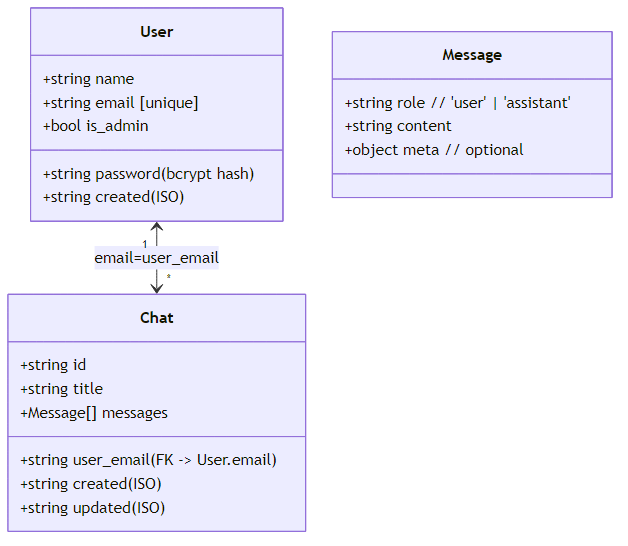 User
+string name
+string email [unique]
+bool is_admin
+string password(bcrypt hash)
+string created(ISO)
1
email=user_email
*
Chat
+string id
+string title
+Message[] messages
+string user_email(FK -> User.email)
+string created(ISO)
+string updated(ISO)
Message
+string role // 'user' | 'assistant'
+string content
+object meta // optional